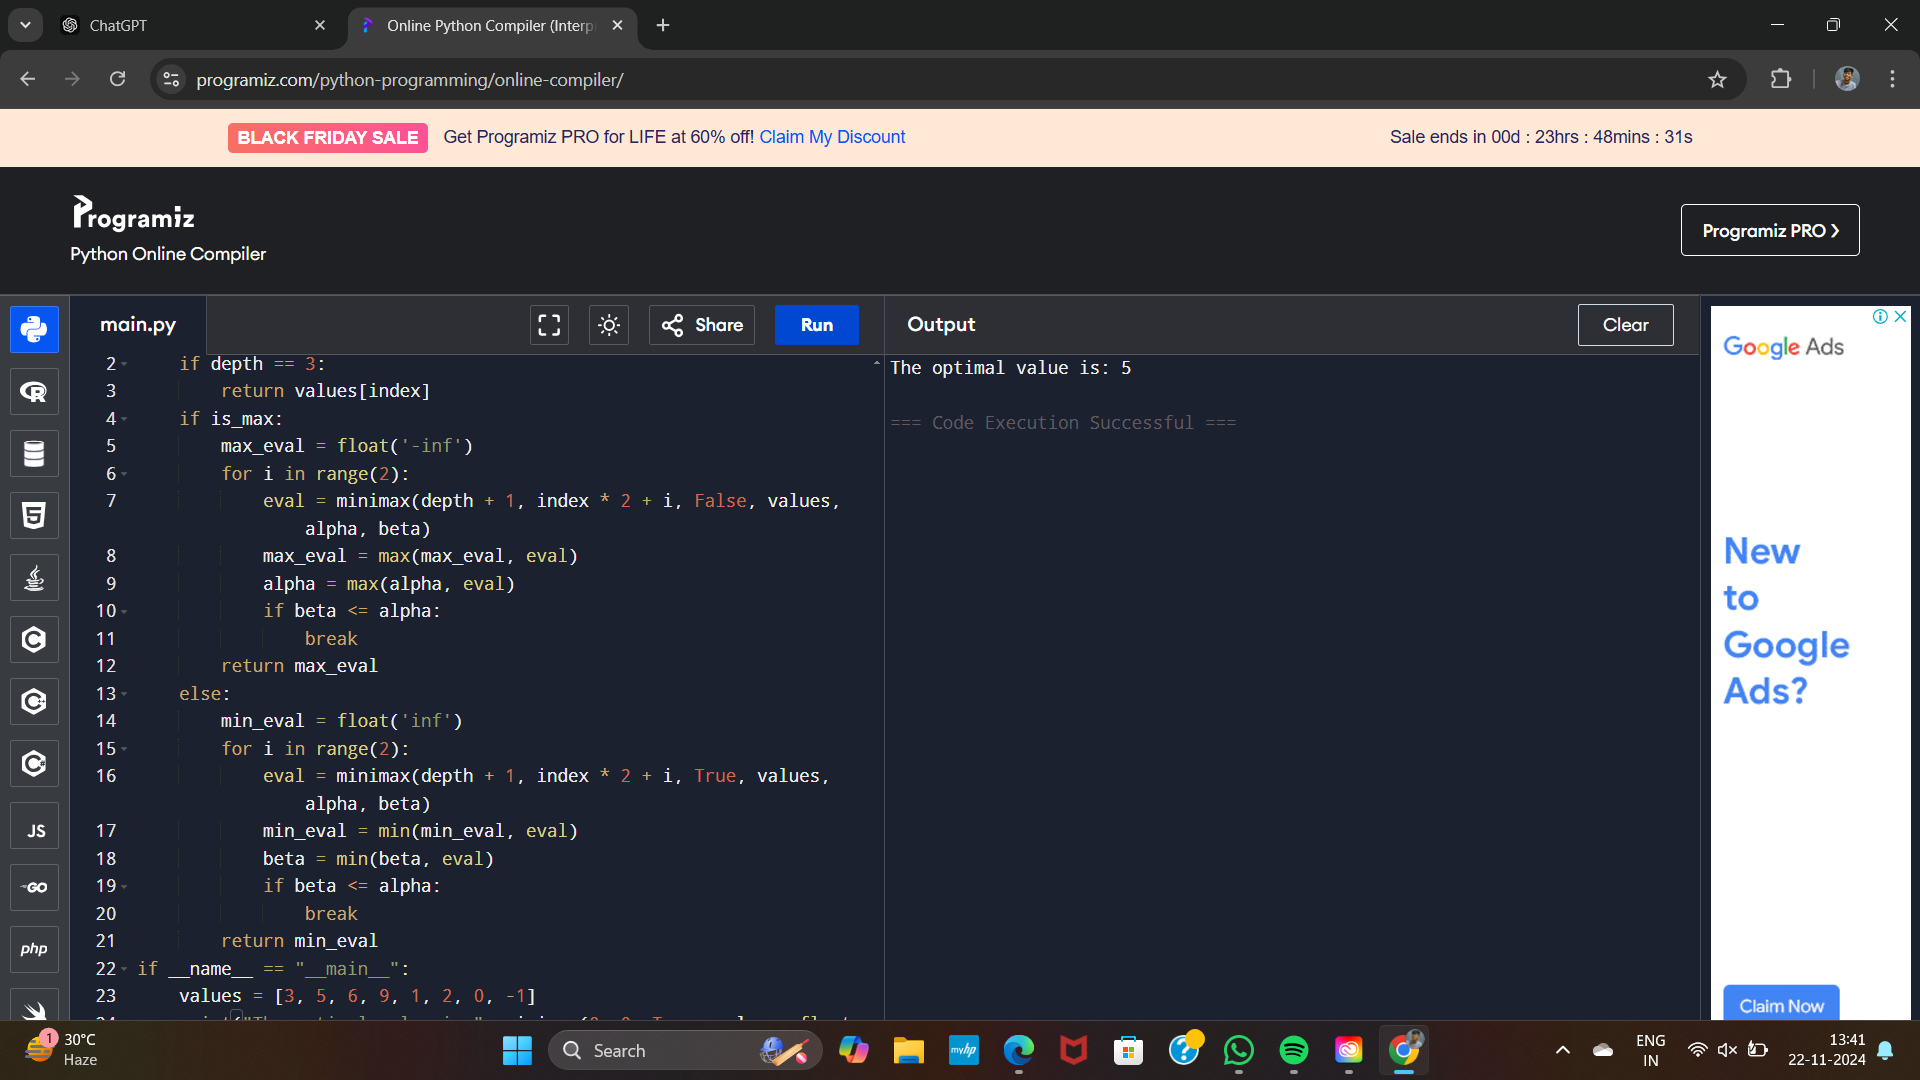 ChatGPT
Online Python Compiler (Interp
programiz.com/python-programming/online-compiler/
BLACK FRIDAY SALE Get Programiz PRO for LIFE at 60% off! Claim My Discount
Sale ends in 00d : 23hrs : 48mins : 31s
Programiz
Python Online Compiler
Programiz PRO
main.py
Share
Run
Output
Clear
2 if depth == 3:
3 return values[index]
4 if is_max:
5 max_eval = float('-inf')
6 for i in range(2):
7 eval = minimax(depth + 1, index * 2 + i, False, values,
alpha, beta)
8 max_eval = max(max_eval, eval)
9 alpha = max(alpha, eval)
10 if beta <= alpha:
11 break
12 return max_eval
13 else:
14 min_eval = float('inf')
15 for i in range(2):
16 eval = minimax(depth + 1, index * 2 + i, True, values,
alpha, beta)
17 min_eval = min(min_eval, eval)
18 beta = min(beta, eval)
19 if beta <= alpha:
20 break
21 return min_eval
22 if __name__ == "__main__":
23 values = [3, 5, 6, 9, 1, 2, 0, -1]
The optimal value is: 5
=== Code Execution Successful ===
JS
GO
php
Google Ads
New
to
Google
Ads?
Claim Now
1
30°C
Haze
Search
myhp
ENG
IN
13:41
22-11-2024